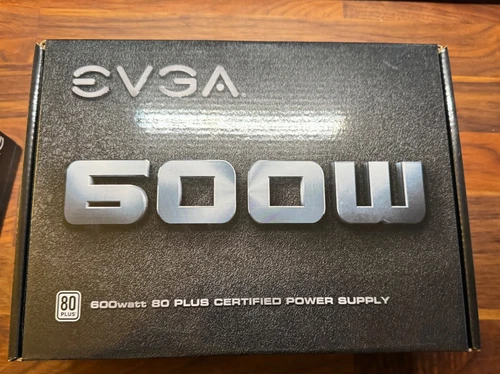 EVGA
600W
80
PLUS
600watt 80 PLUS CERTIFIED POWER SUPPLY